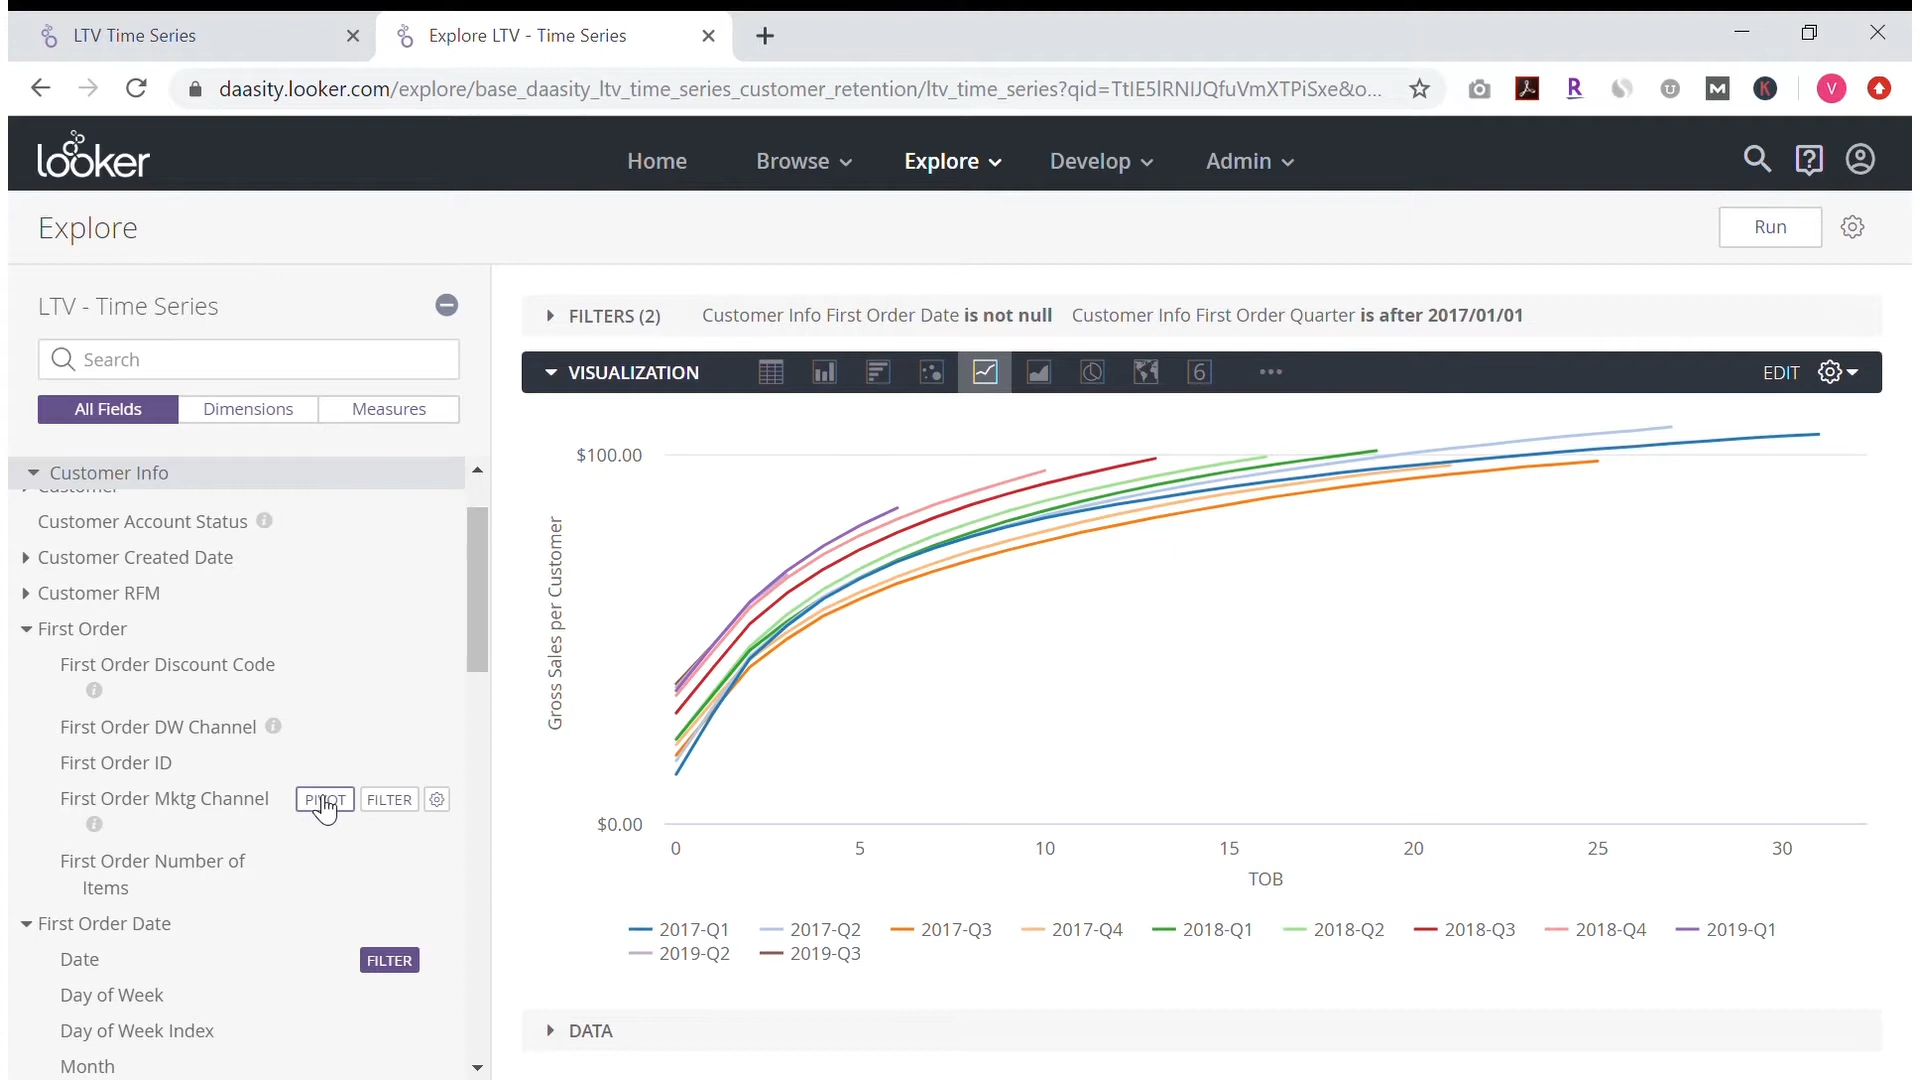 LTV Time Series
Explore LTV - Time Series
daasity.looker.com/explore/base_daasity_ltv_time_series_customer_retention/ltv_time_series?qid=TtIE5lRNIJQfuVmXTPiSxe&o...
R
U
M
K
V
looker
Home
Browse
Explore
Develop
Admin
Explore
Run
LTV - Time Series
Search
All Fields
Dimensions
Measures
Customer Info
Customer
Customer Account Status
Customer Created Date
Customer RFM
First Order
First Order Discount Code
First Order DW Channel
First Order ID
First Order Mktg Channel
PIVOT
FILTER
First Order Number of
Items
First Order Date
Date
FILTER
Day of Week
Day of Week Index
Month
FILTERS (2)
Customer Info First Order Date is not null
Customer Info First Order Quarter is after 2017/01/01
VISUALIZATION
6
EDIT
$100.00
Gross Sales per Customer
$0.00
0 5 10 15 20 25 30
TOB
2017-Q1 2017-Q2 2017-Q3 2017-Q4 2018-Q1 2018-Q2 2018-Q3 2018-Q4 2019-Q1
2019-Q2 2019-Q3
DATA